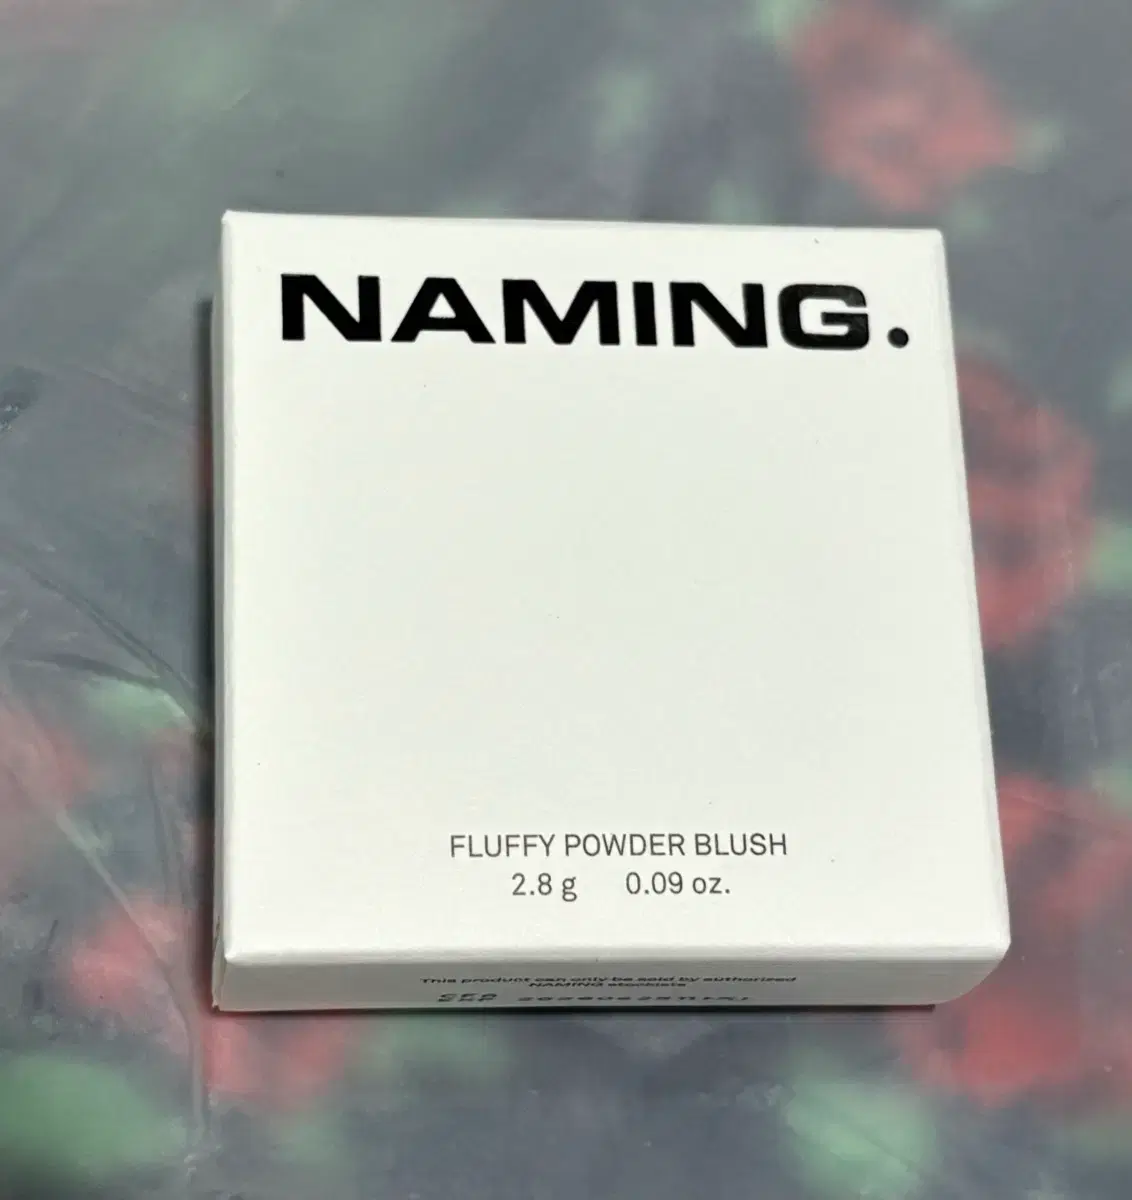 NAMING.
FLUFFY POWDER BLUSH
2.8 g 0.09 oz.
This product can only be sold by authorized
NAMING stockists